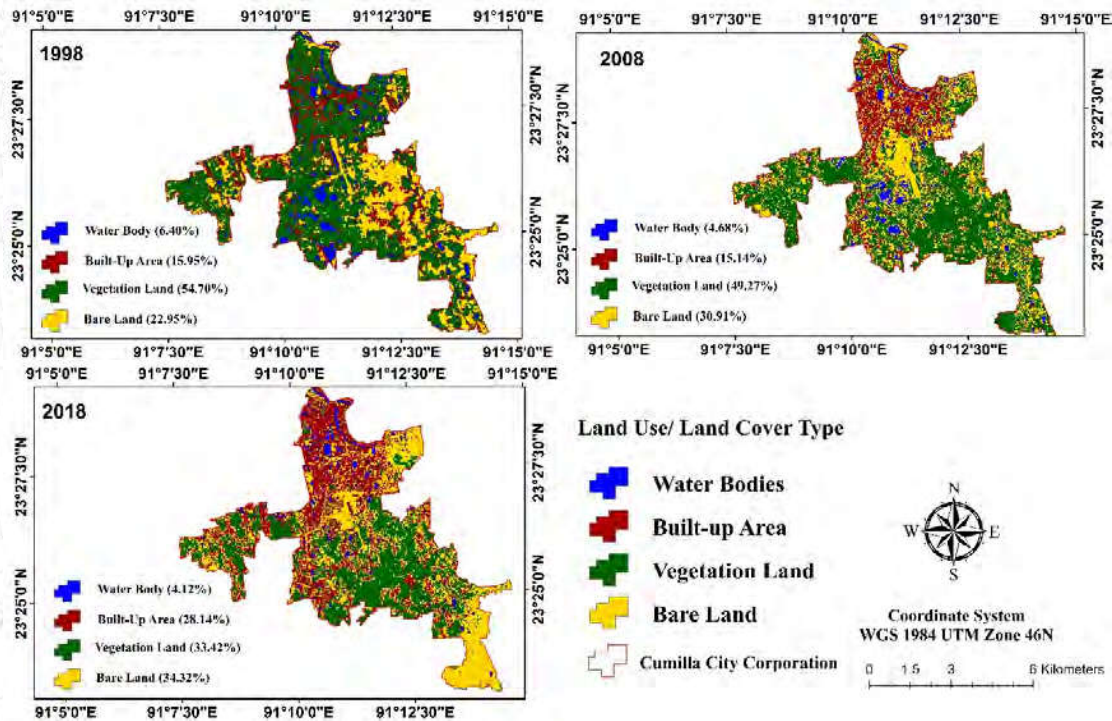 91°5'0"E 91°7'30"E 91°10'0"E 91°12'30"E 91°15'0"E
1998
23°27'30"N
23°25'0"N
23°27'30"N
23°25'0"N
Water Body (6.40%)
Built-Up Area (15.95%)
Vegetation Land (54.70%)
Bare Land (22.95%)
91°5'0"E 91°7'30"E 91°10'0"E 91°12'30"E 91°15'0"E
91°5'0"E 91°7'30"E 91°10'0"E 91°12'30"E 91°15'0"E
2008
23°27'30"N
23°25'0"N
23°27'30"N
23°25'0"N
Water Body (4.68%)
Built-Up Area (15.14%)
Vegetation Land (49.27%)
Bare Land (30.91%)
91°5'0"E 91°7'30"E 91°10'0"E 91°12'30"E
91°5'0"E 91°7'30"E 91°10'0"E 91°12'30"E 91°15'0"E
2018
23°27'30"N
23°25'0"N
23°27'30"N
23°25'0"N
Water Body (4.12%)
Built-Up Area (28.14%)
Vegetation Land (33.42%)
Bare Land (34.32%)
91°5'0"E 91°7'30"E 91°10'0"E 91°12'30"E
Land Use/ Land Cover Type
Water Bodies
Built-up Area
Vegetation Land
Bare Land
Cumilla City Corporation
N
W E
S
Coordinate System
WGS 1984 UTM Zone 46N
0 1.5 3 6 Kilometers